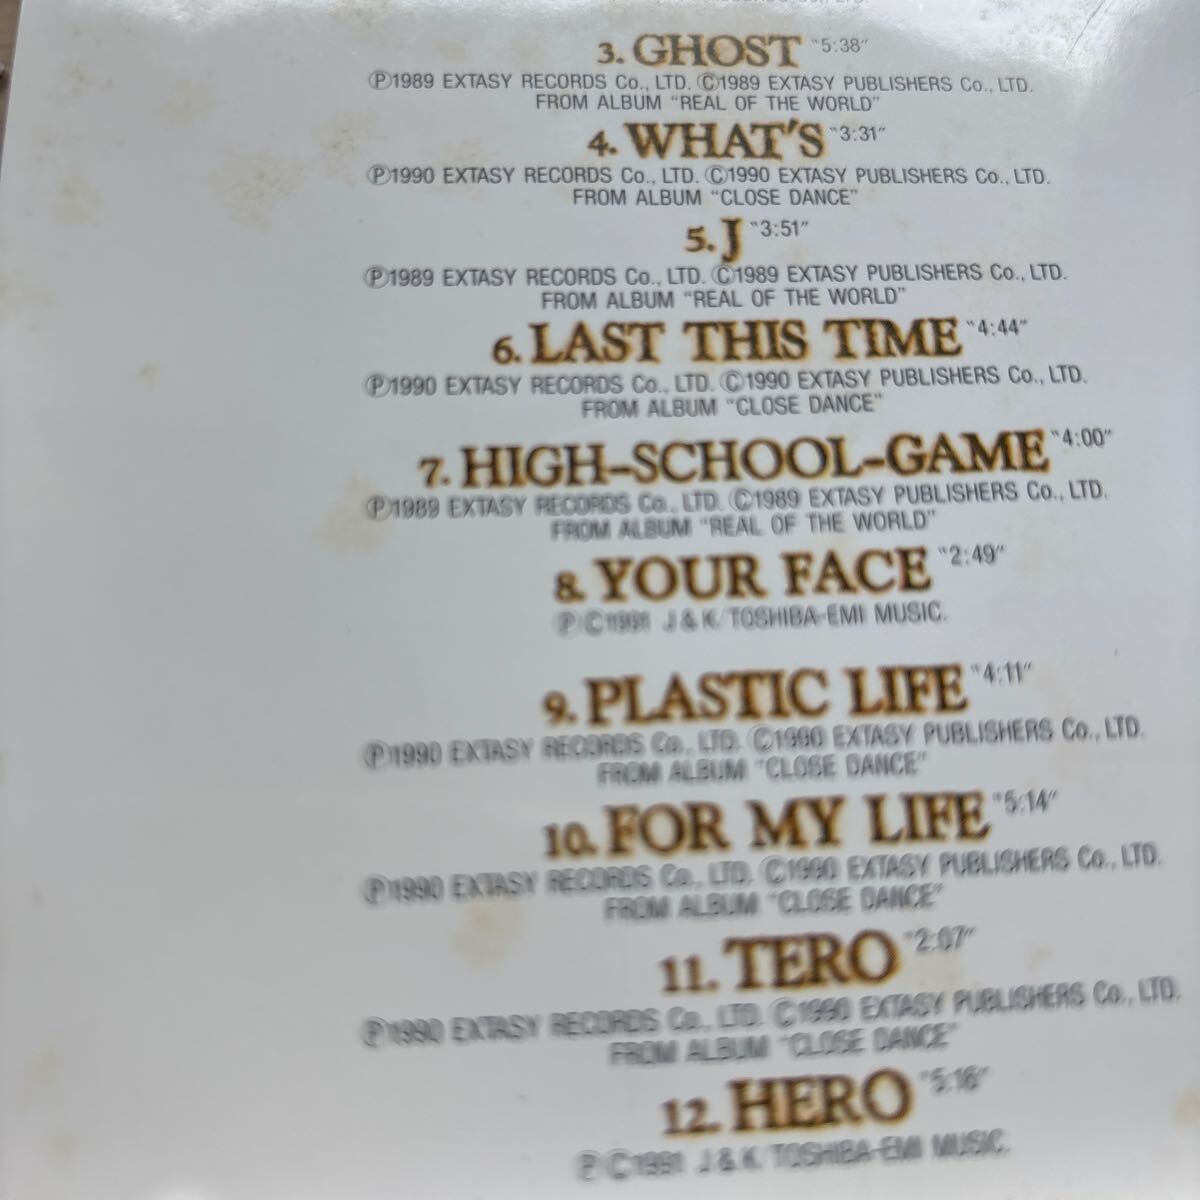 3. GHOST "5:38"
Ⓟ1989 EXTASY RECORDS Co., LTD. Ⓒ1989 EXTASY PUBLISHERS Co., LTD.
FROM ALBUM "REAL OF THE WORLD"
4. WHAT'S "3:31"
Ⓟ1990 EXTASY RECORDS Co., LTD. Ⓒ1990 EXTASY PUBLISHERS Co., LTD.
FROM ALBUM "CLOSE DANCE"
5. J "3:51"
Ⓟ1989 EXTASY RECORDS Co., LTD. Ⓒ1989 EXTASY PUBLISHERS Co., LTD.
FROM ALBUM "REAL OF THE WORLD"
6. LAST THIS TIME "4:44"
Ⓟ1990 EXTASY RECORDS Co., LTD. Ⓒ1990 EXTASY PUBLISHERS Co., LTD.
FROM ALBUM "CLOSE DANCE"
7. HIGH-SCHOOL-GAME "4:00"
Ⓟ1989 EXTASY RECORDS Co., LTD. Ⓒ1989 EXTASY PUBLISHERS Co., LTD.
FROM ALBUM "REAL OF THE WORLD"
8. YOUR FACE "2:49"
ⓅⒸ1991 J & K/TOSHIBA-EMI MUSIC.
9. PLASTIC LIFE "4:11"
Ⓟ1990 EXTASY RECORDS Co., LTD. Ⓒ1990 EXTASY PUBLISHERS Co., LTD.
FROM ALBUM "CLOSE DANCE"
10. FOR MY LIFE "5:14"
Ⓟ1990 EXTASY RECORDS Co., LTD. Ⓒ1990 EXTASY PUBLISHERS Co., LTD.
FROM ALBUM "CLOSE DANCE"
11. TERO "2:07"
Ⓟ1990 EXTASY RECORDS Co., LTD. Ⓒ1990 EXTASY PUBLISHERS Co., LTD.
FROM ALBUM "CLOSE DANCE"
12. HERO "5:16"
ⓅⒸ1991 J & K/TOSHIBA-EMI MUSIC.